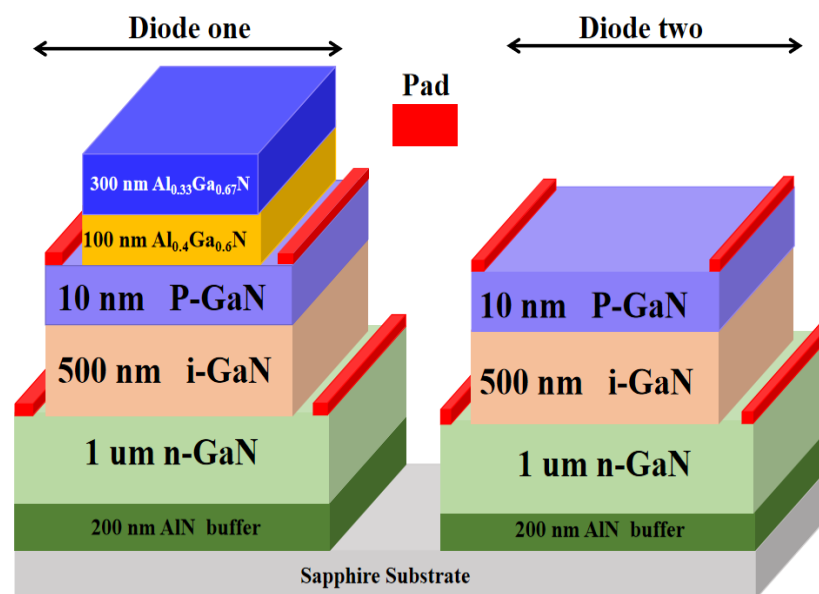 Diode one
Diode two
Pad
300 nm Al₀.₃₃Ga₀.₆₇N
100 nm Al₀.₄Ga₀.₆N
10 nm P-GaN
500 nm i-GaN
1 um n-GaN
200 nm AlN buffer
10 nm P-GaN
500 nm i-GaN
1 um n-GaN
200 nm AlN buffer
Sapphire Substrate